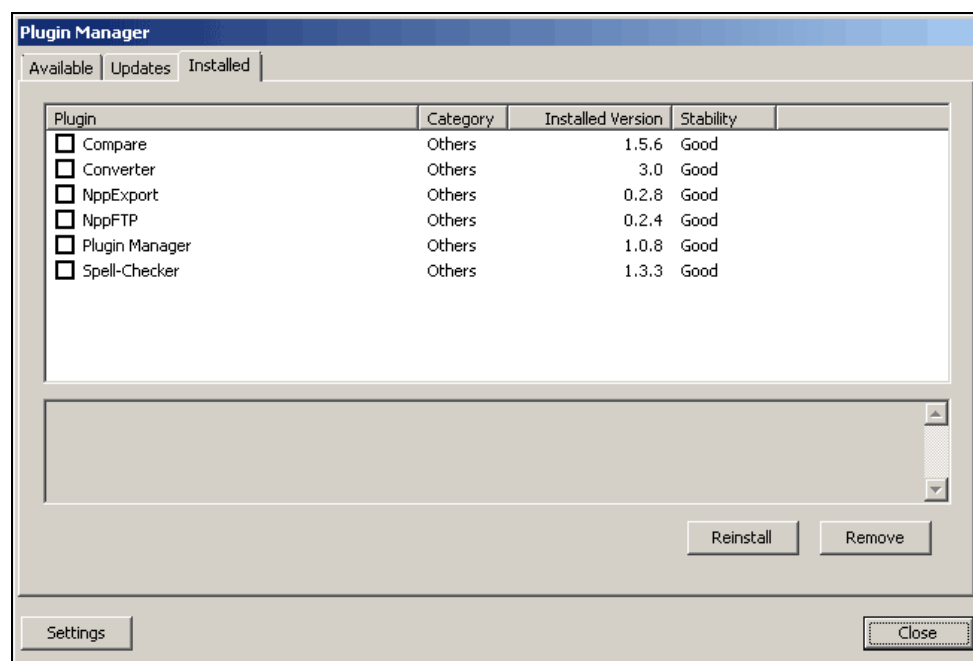 Plugin Manager
Available Updates Installed
Plugin Category Installed Version Stability
Compare Others 1.5.6 Good
Converter Others 3.0 Good
NppExport Others 0.2.8 Good
NppFTP Others 0.2.4 Good
Plugin Manager Others 1.0.8 Good
Spell-Checker Others 1.3.3 Good
Reinstall Remove
Settings Close